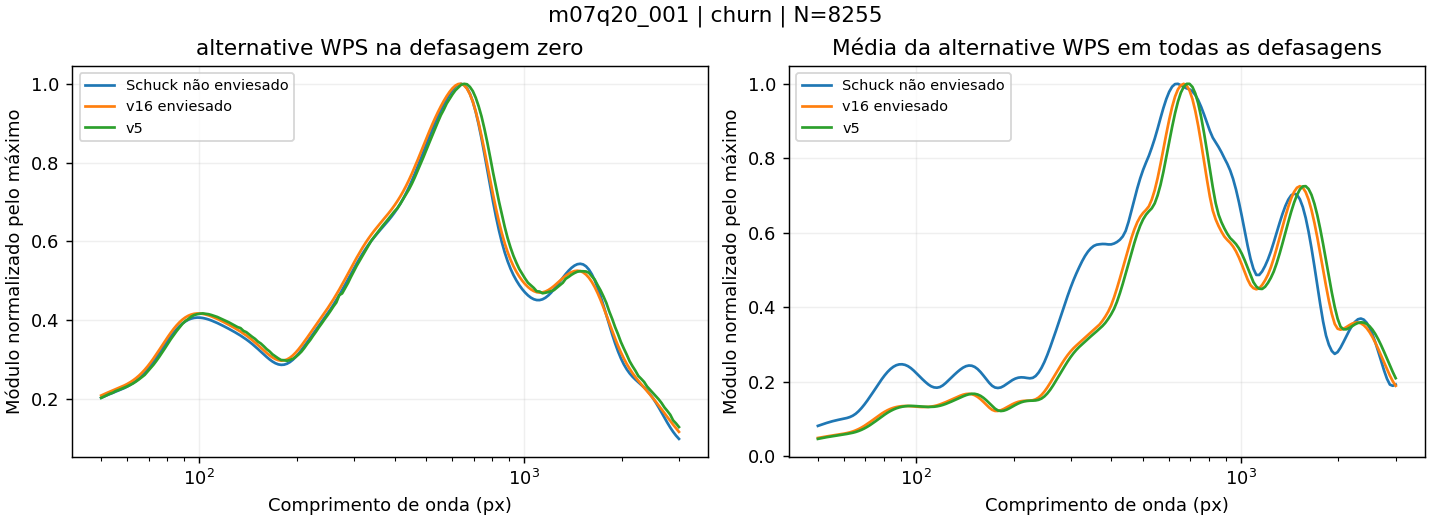 m07q20_001 | churn | N=8255
alternative WPS na defasagem zero
Módulo normalizado pelo máximo
1.0
0.8
0.6
0.4
0.2
Schuck não enviesado
v16 enviesado
v5
10²
10³
Comprimento de onda (px)
Média da alternative WPS em todas as defasagens
Módulo normalizado pelo máximo
1.0
0.8
0.6
0.4
0.2
0.0
Schuck não enviesado
v16 enviesado
v5
10²
10³
Comprimento de onda (px)